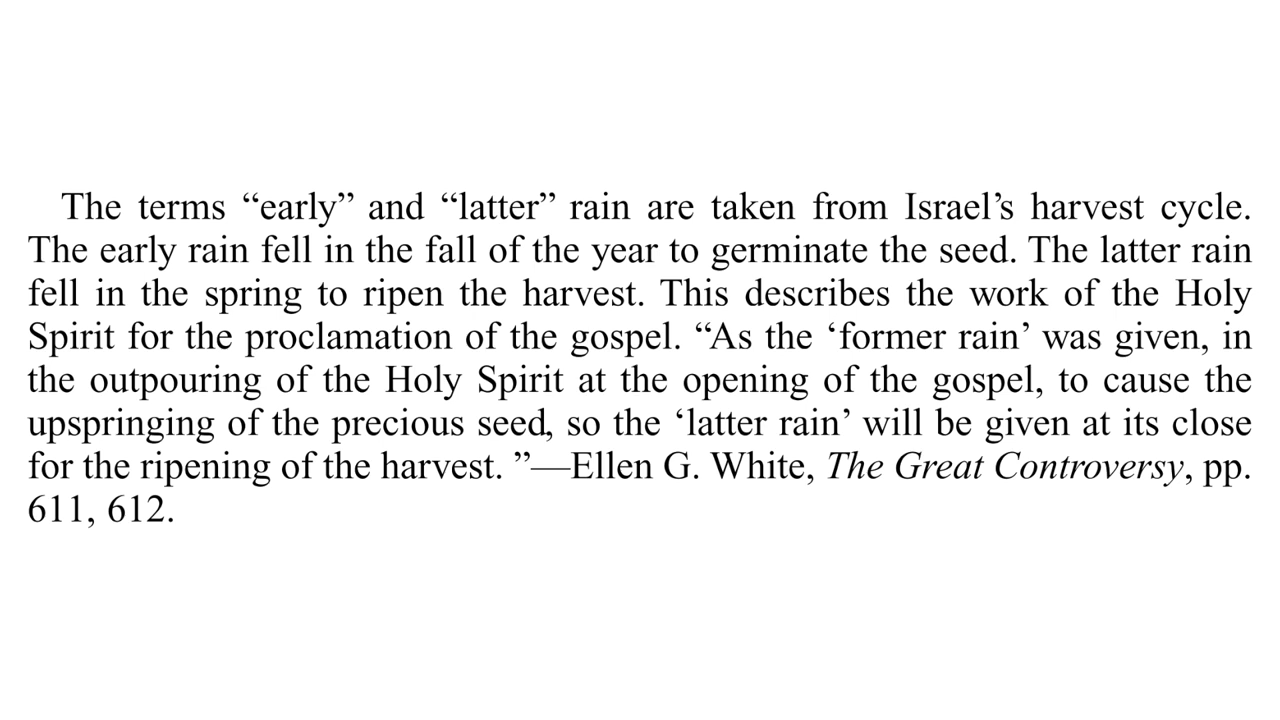 The terms “early” and “latter” rain are taken from Israel’s harvest cycle.
The early rain fell in the fall of the year to germinate the seed. The latter rain
fell in the spring to ripen the harvest. This describes the work of the Holy
Spirit for the proclamation of the gospel. “As the ‘former rain’ was given, in
the outpouring of the Holy Spirit at the opening of the gospel, to cause the
upspringing of the precious seed, so the ‘latter rain’ will be given at its close
for the ripening of the harvest. ”—Ellen G. White, The Great Controversy, pp.
611, 612.